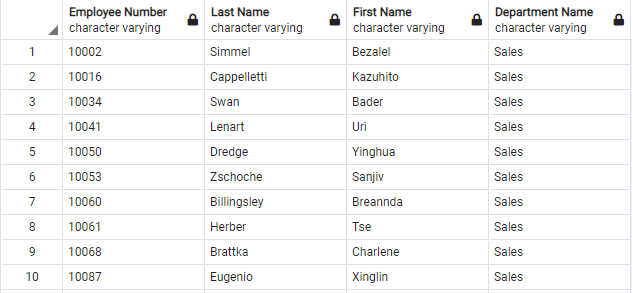 Employee Number Last Name First Name Department Name
character varying character varying character varying character varying
1 10002 Simmel Bezalel Sales
2 10016 Cappelletti Kazuhito Sales
3 10034 Swan Bader Sales
4 10041 Lenart Uri Sales
5 10050 Dredge Yinghua Sales
6 10053 Zschoche Sanjiv Sales
7 10060 Billingsley Breannda Sales
8 10061 Herber Tse Sales
9 10068 Brattka Charlene Sales
10 10087 Eugenio Xinglin Sales